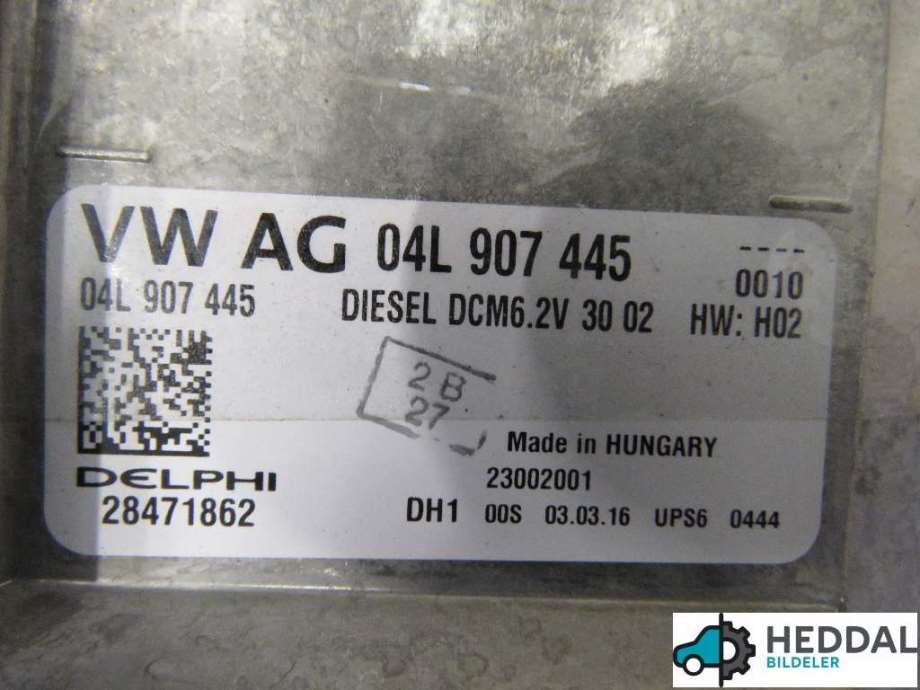 VW AG 04L 907 445 ----
04L 907 445 DIESEL DCM6.2V 30 02 HW: H02
0010
2B
27
Made in HUNGARY
DELPHI 23002001
28471862 DH1 00S 03.03.16 UPS6 0444
HEDDAL
BILDELER